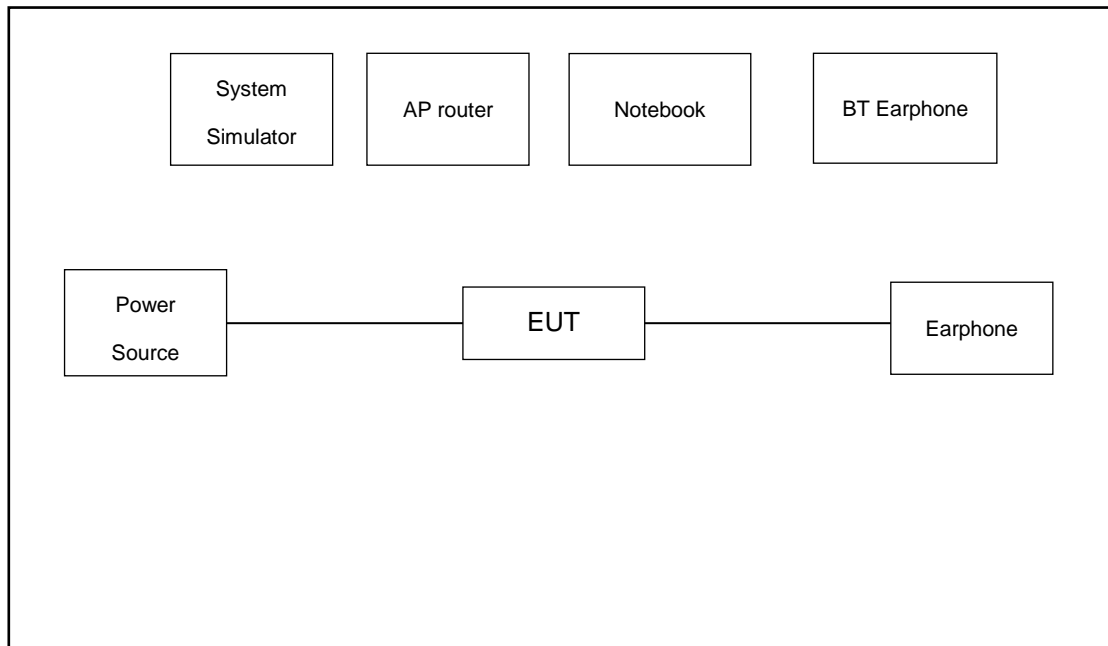 System
Simulator
AP router
Notebook
BT Earphone
Power
Source
EUT
Earphone